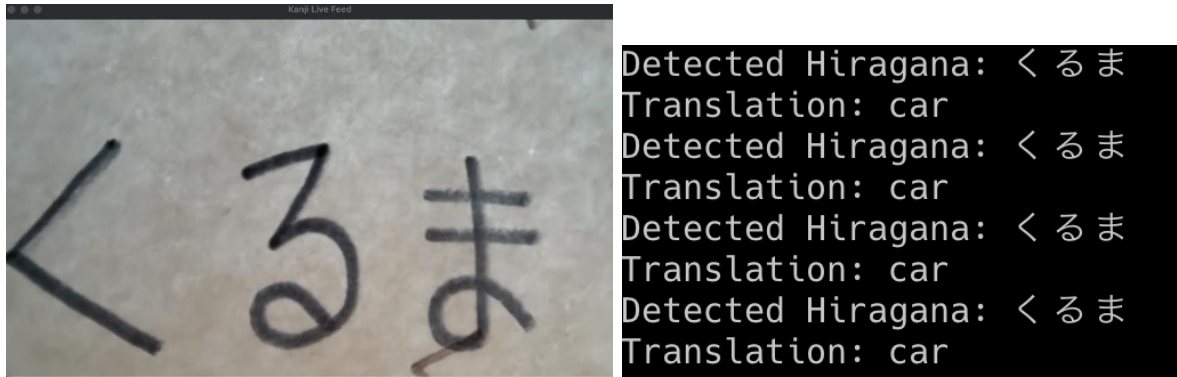 Kanji Live Feed
くるま
Detected Hiragana: くるま
Translation: car
Detected Hiragana: くるま
Translation: car
Detected Hiragana: くるま
Translation: car
Detected Hiragana: くるま
Translation: car